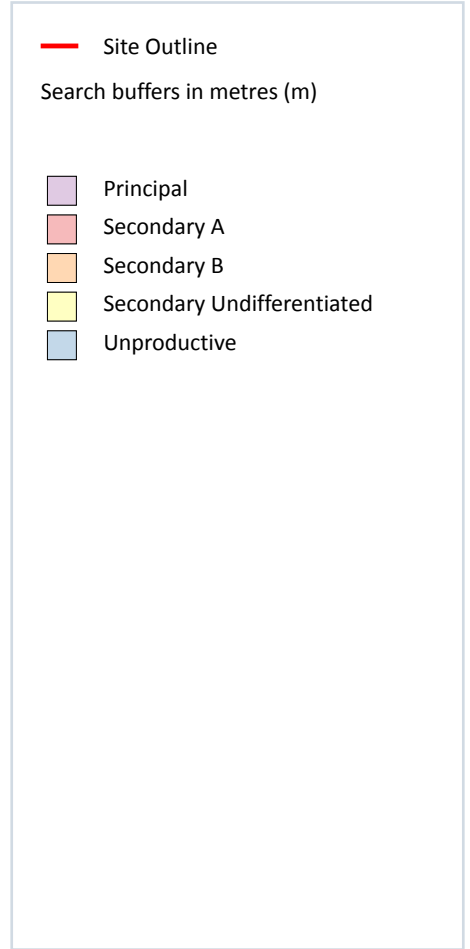 Site Outline
Search buffers in metres (m)
Principal
Secondary A
Secondary B
Secondary Undifferentiated
Unproductive